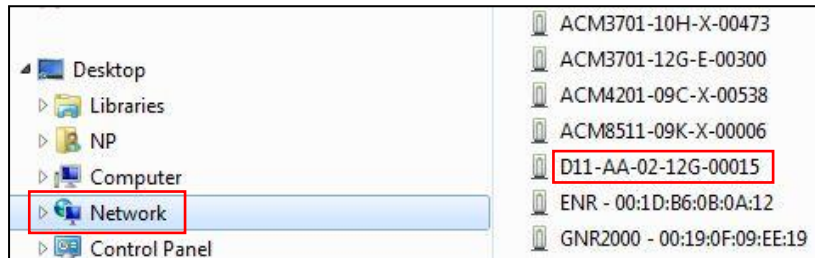 Desktop
Libraries
NP
Computer
Network
Control Panel
ACM3701-10H-X-00473
ACM3701-12G-E-00300
ACM4201-09C-X-00538
ACM8511-09K-X-00006
D11-AA-02-12G-00015
ENR - 00:1D:B6:0B:0A:12
GNR2000 - 00:19:0F:09:EE:19